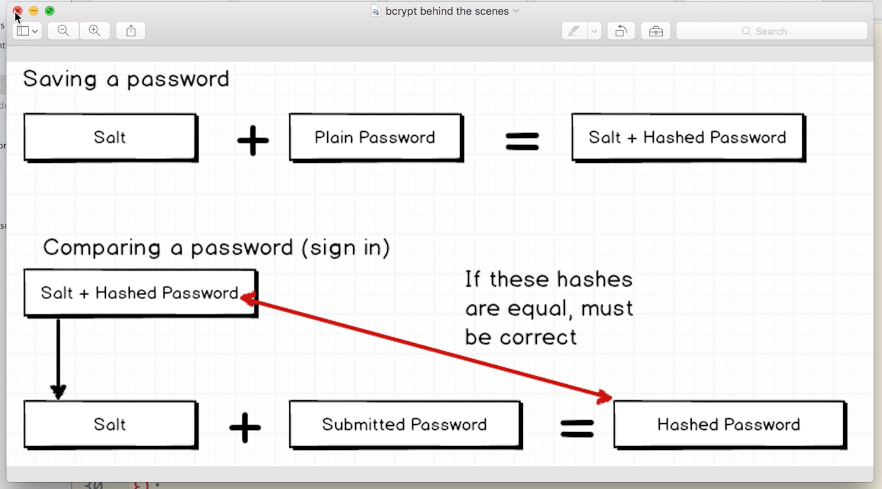 bcrypt behind the scenes
Search
Saving a password
Salt + Plain Password = Salt + Hashed Password
Comparing a password (sign in)
Salt + Hashed Password
If these hashes
are equal, must
be correct
Salt + Submitted Password = Hashed Password